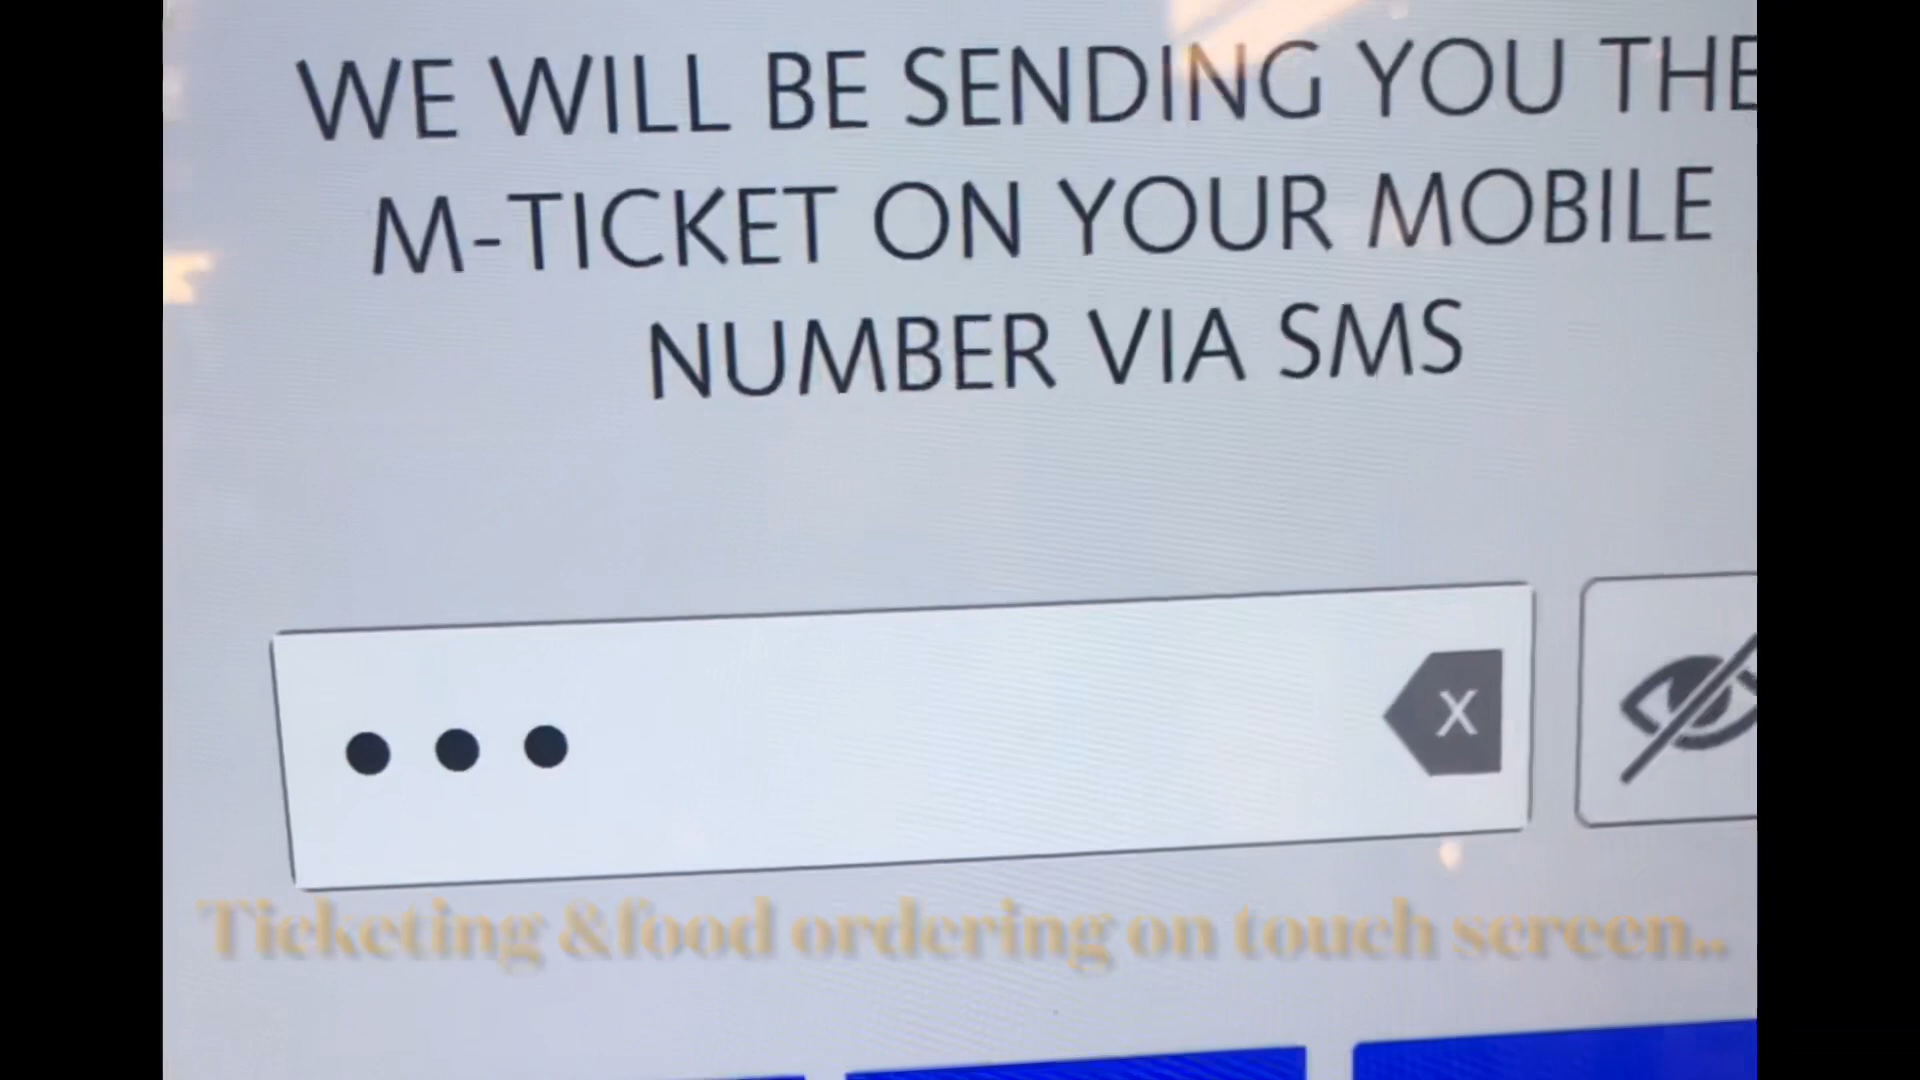 WE WILL BE SENDING YOU THE
M-TICKET ON YOUR MOBILE
NUMBER VIA SMS
X
Ticketing &food ordering on touch screen..